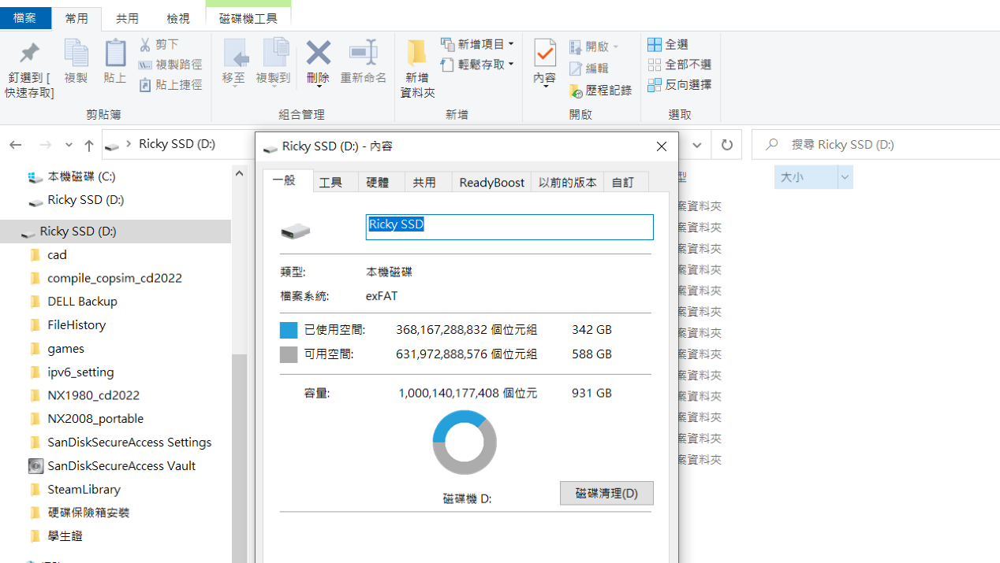 檔案 常用 共用 檢視 磁碟機工具
釘選到 [
快速存取]
複製
貼上
剪下
複製路徑
貼上捷徑
剪貼簿
移至
複製到
刪除
重新命名
組合管理
新增
資料夾
新增項目
輕鬆存取
新增
內容
開啟
編輯
歷程記錄
開啟
全選
全部不選
反向選擇
選取
Ricky SSD (D:)
搜尋 Ricky SSD (D:)
本機磁碟 (C:)
Ricky SSD (D:)
Ricky SSD (D:)
cad
compile_copsim_cd2022
DELL Backup
FileHistory
games
ipv6_setting
NX1980_cd2022
NX2008_portable
SanDiskSecureAccess Settings
SanDiskSecureAccess Vault
SteamLibrary
硬碟保險箱安裝
學生證
Ricky SSD (D:) - 內容
一般 工具 硬體 共用 ReadyBoost 以前的版本 自訂
Ricky SSD
類型: 本機磁碟
檔案系統: exFAT
已使用空間: 368,167,288,832 個位元組 342 GB
可用空間: 631,972,888,576 個位元組 588 GB
容量: 1,000,140,177,408 個位元 931 GB
磁碟機 D:
磁碟清理(D)
型 大小
案資料夾
案資料夾
案資料夾
案資料夾
案資料夾
案資料夾
案資料夾
案資料夾
案資料夾
案資料夾
案資料夾
案資料夾
案資料夾